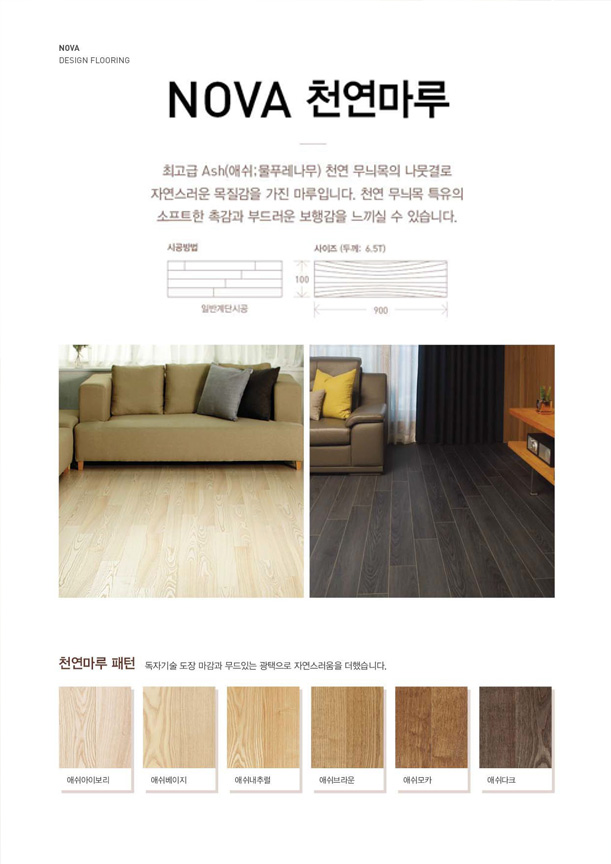 NOVA
DESIGN FLOORING
NOVA 천연마루
최고급 Ash(애쉬;물푸레나무) 천연 무늬목의 나뭇결로
자연스러운 목질감을 가진 마루입니다. 천연 무늬목 특유의
소프트한 촉감과 부드러운 보행감을 느끼실 수 있습니다.
시공방법
사이즈 (두께: 6.5T)
100
일반계단시공
900
천연마루 패턴 독자기술 도장 마감과 무드있는 광택으로 자연스러움을 더했습니다.
애쉬아이보리
애쉬베이지
애쉬내추럴
애쉬브라운
애쉬모카
애쉬다크